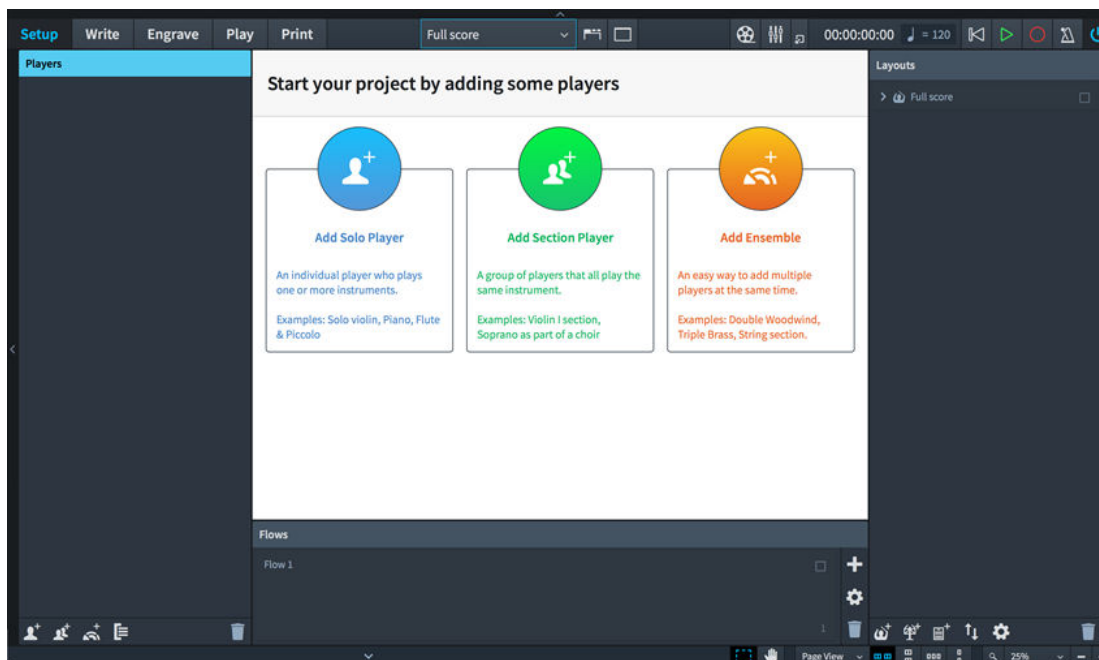 Setup Write Engrave Play Print Full score 00:00:00:00 = 120
Players
Start your project by adding some players
Add Solo Player
An individual player who plays
one or more instruments.
Examples: Solo violin, Piano, Flute
& Piccolo
Add Section Player
A group of players that all play the
same instrument.
Examples: Violin I section,
Soprano as part of a choir
Add Ensemble
An easy way to add multiple
players at the same time.
Examples: Double Woodwind,
Triple Brass, String section.
Layouts
Full score
Flows
Flow 1
1
Page View 25%